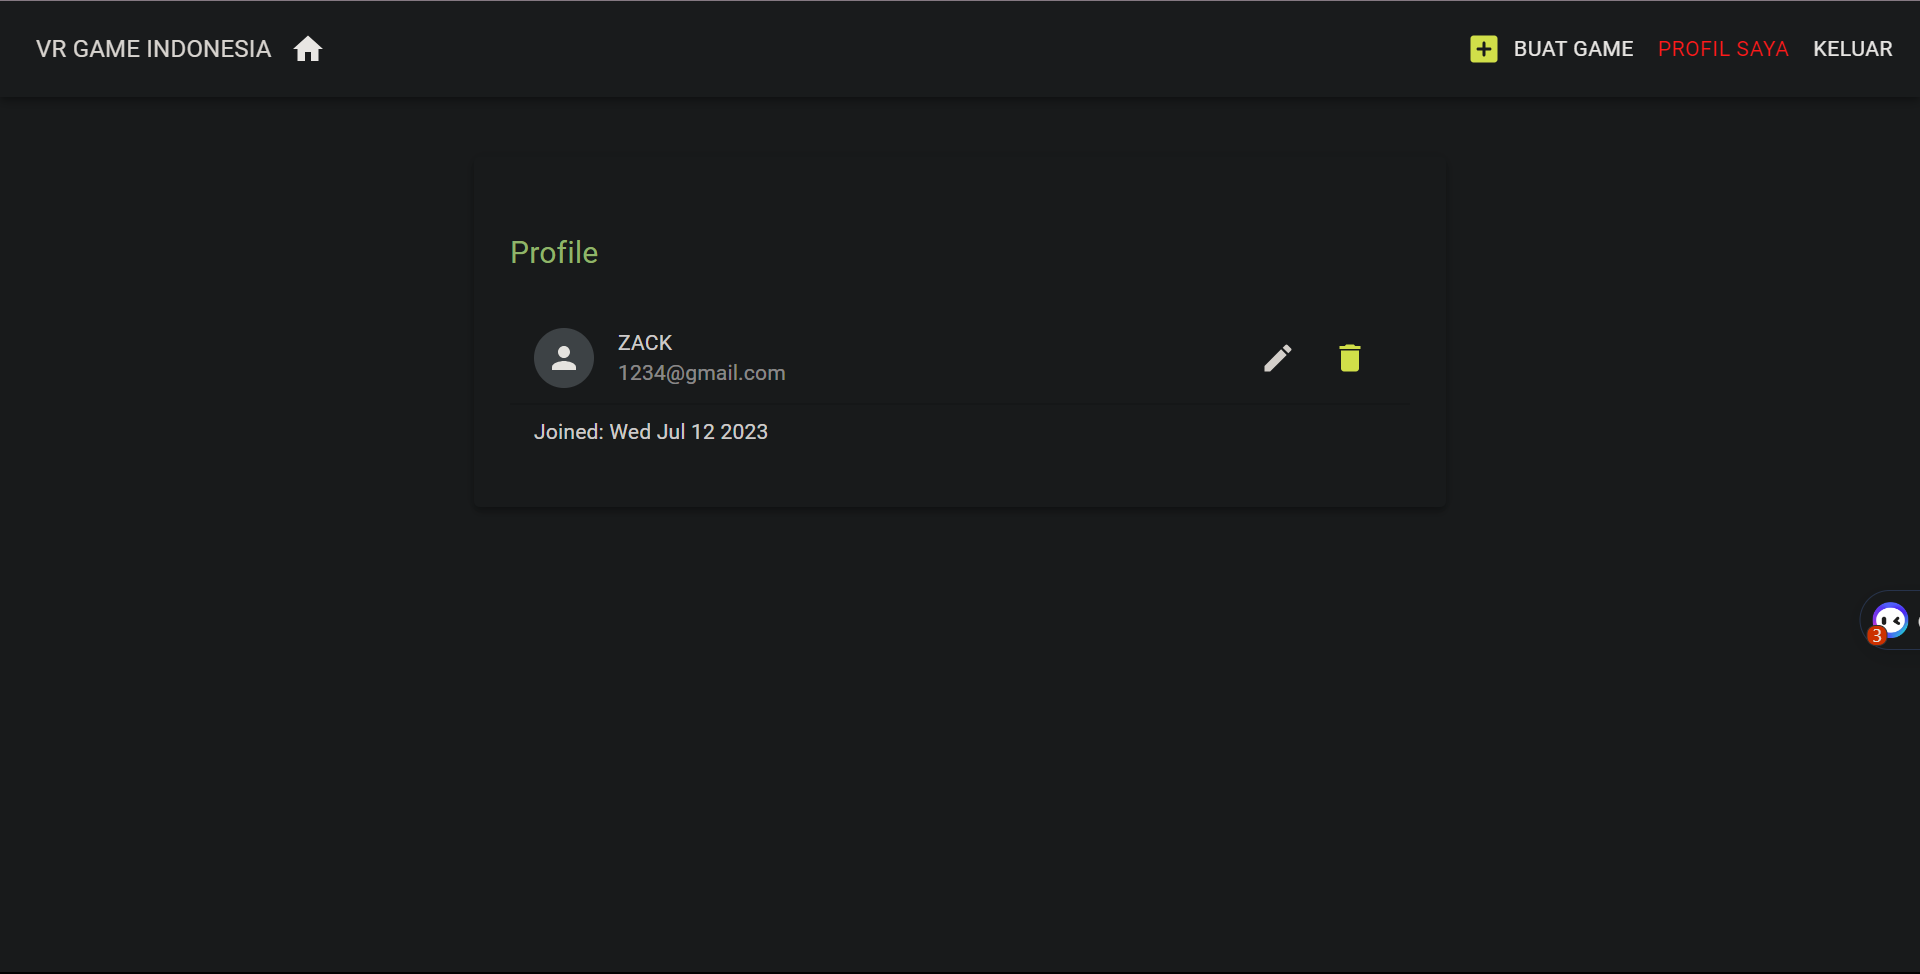 VR GAME INDONESIA
BUAT GAME
PROFIL SAYA
KELUAR
Profile
ZACK
1234@gmail.com
Joined: Wed Jul 12 2023
3